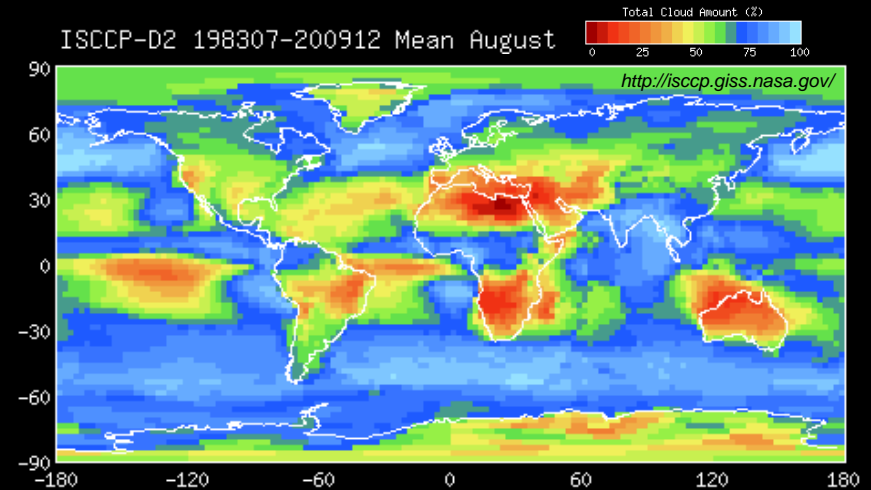 Total Cloud Amount (%)
ISCCP-D2 198307-200912 Mean August
0 25 50 75 100
http://isccp.giss.nasa.gov/
90
60
30
0
-30
-60
-90
-180 -120 -60 0 60 120 180